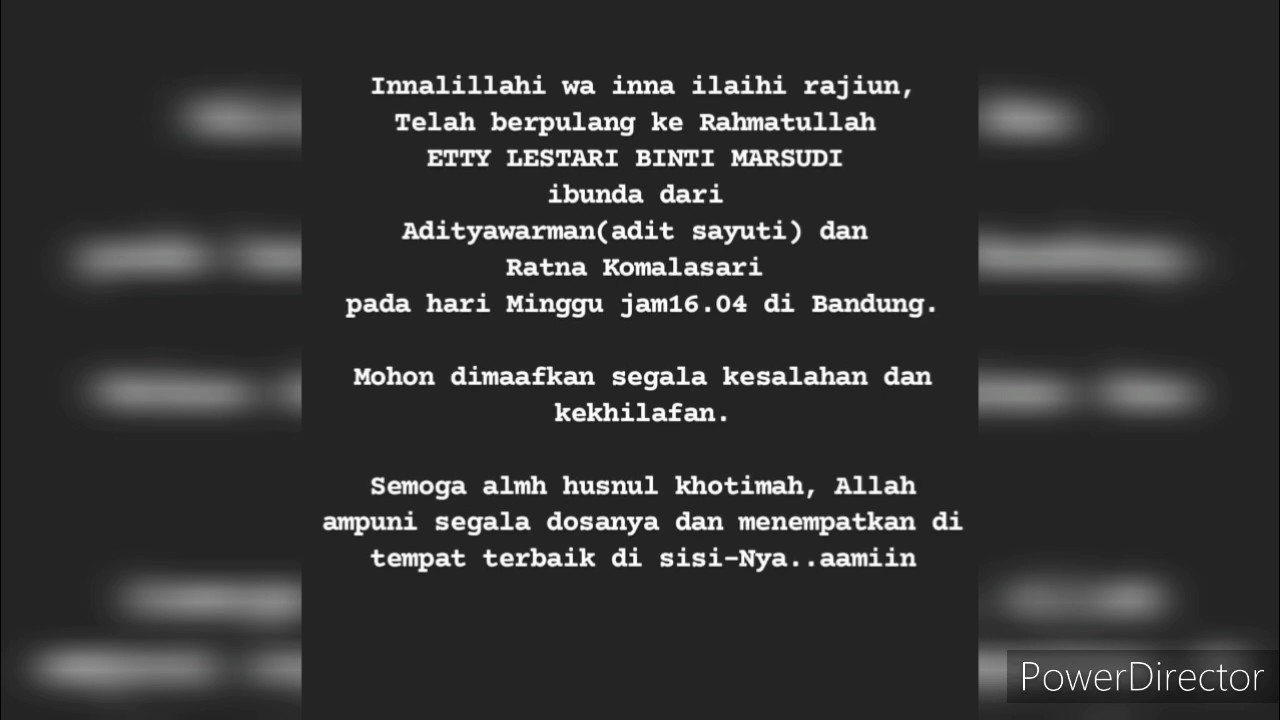 Innalillahi wa inna ilaihi rajiun,
Telah berpulang ke Rahmatullah
ETTY LESTARI BINTI MARSUDI
ibunda dari
Adityawarman(adit sayuti) dan
Ratna Komalasari
pada hari Minggu jam16.04 di Bandung.
Mohon dimaafkan segala kesalahan dan
kekhilafan.
Semoga almh husnul khotimah, Allah
ampuni segala dosanya dan menempatkan di
tempat terbaik di sisi-Nya..aamiin
PowerDirector